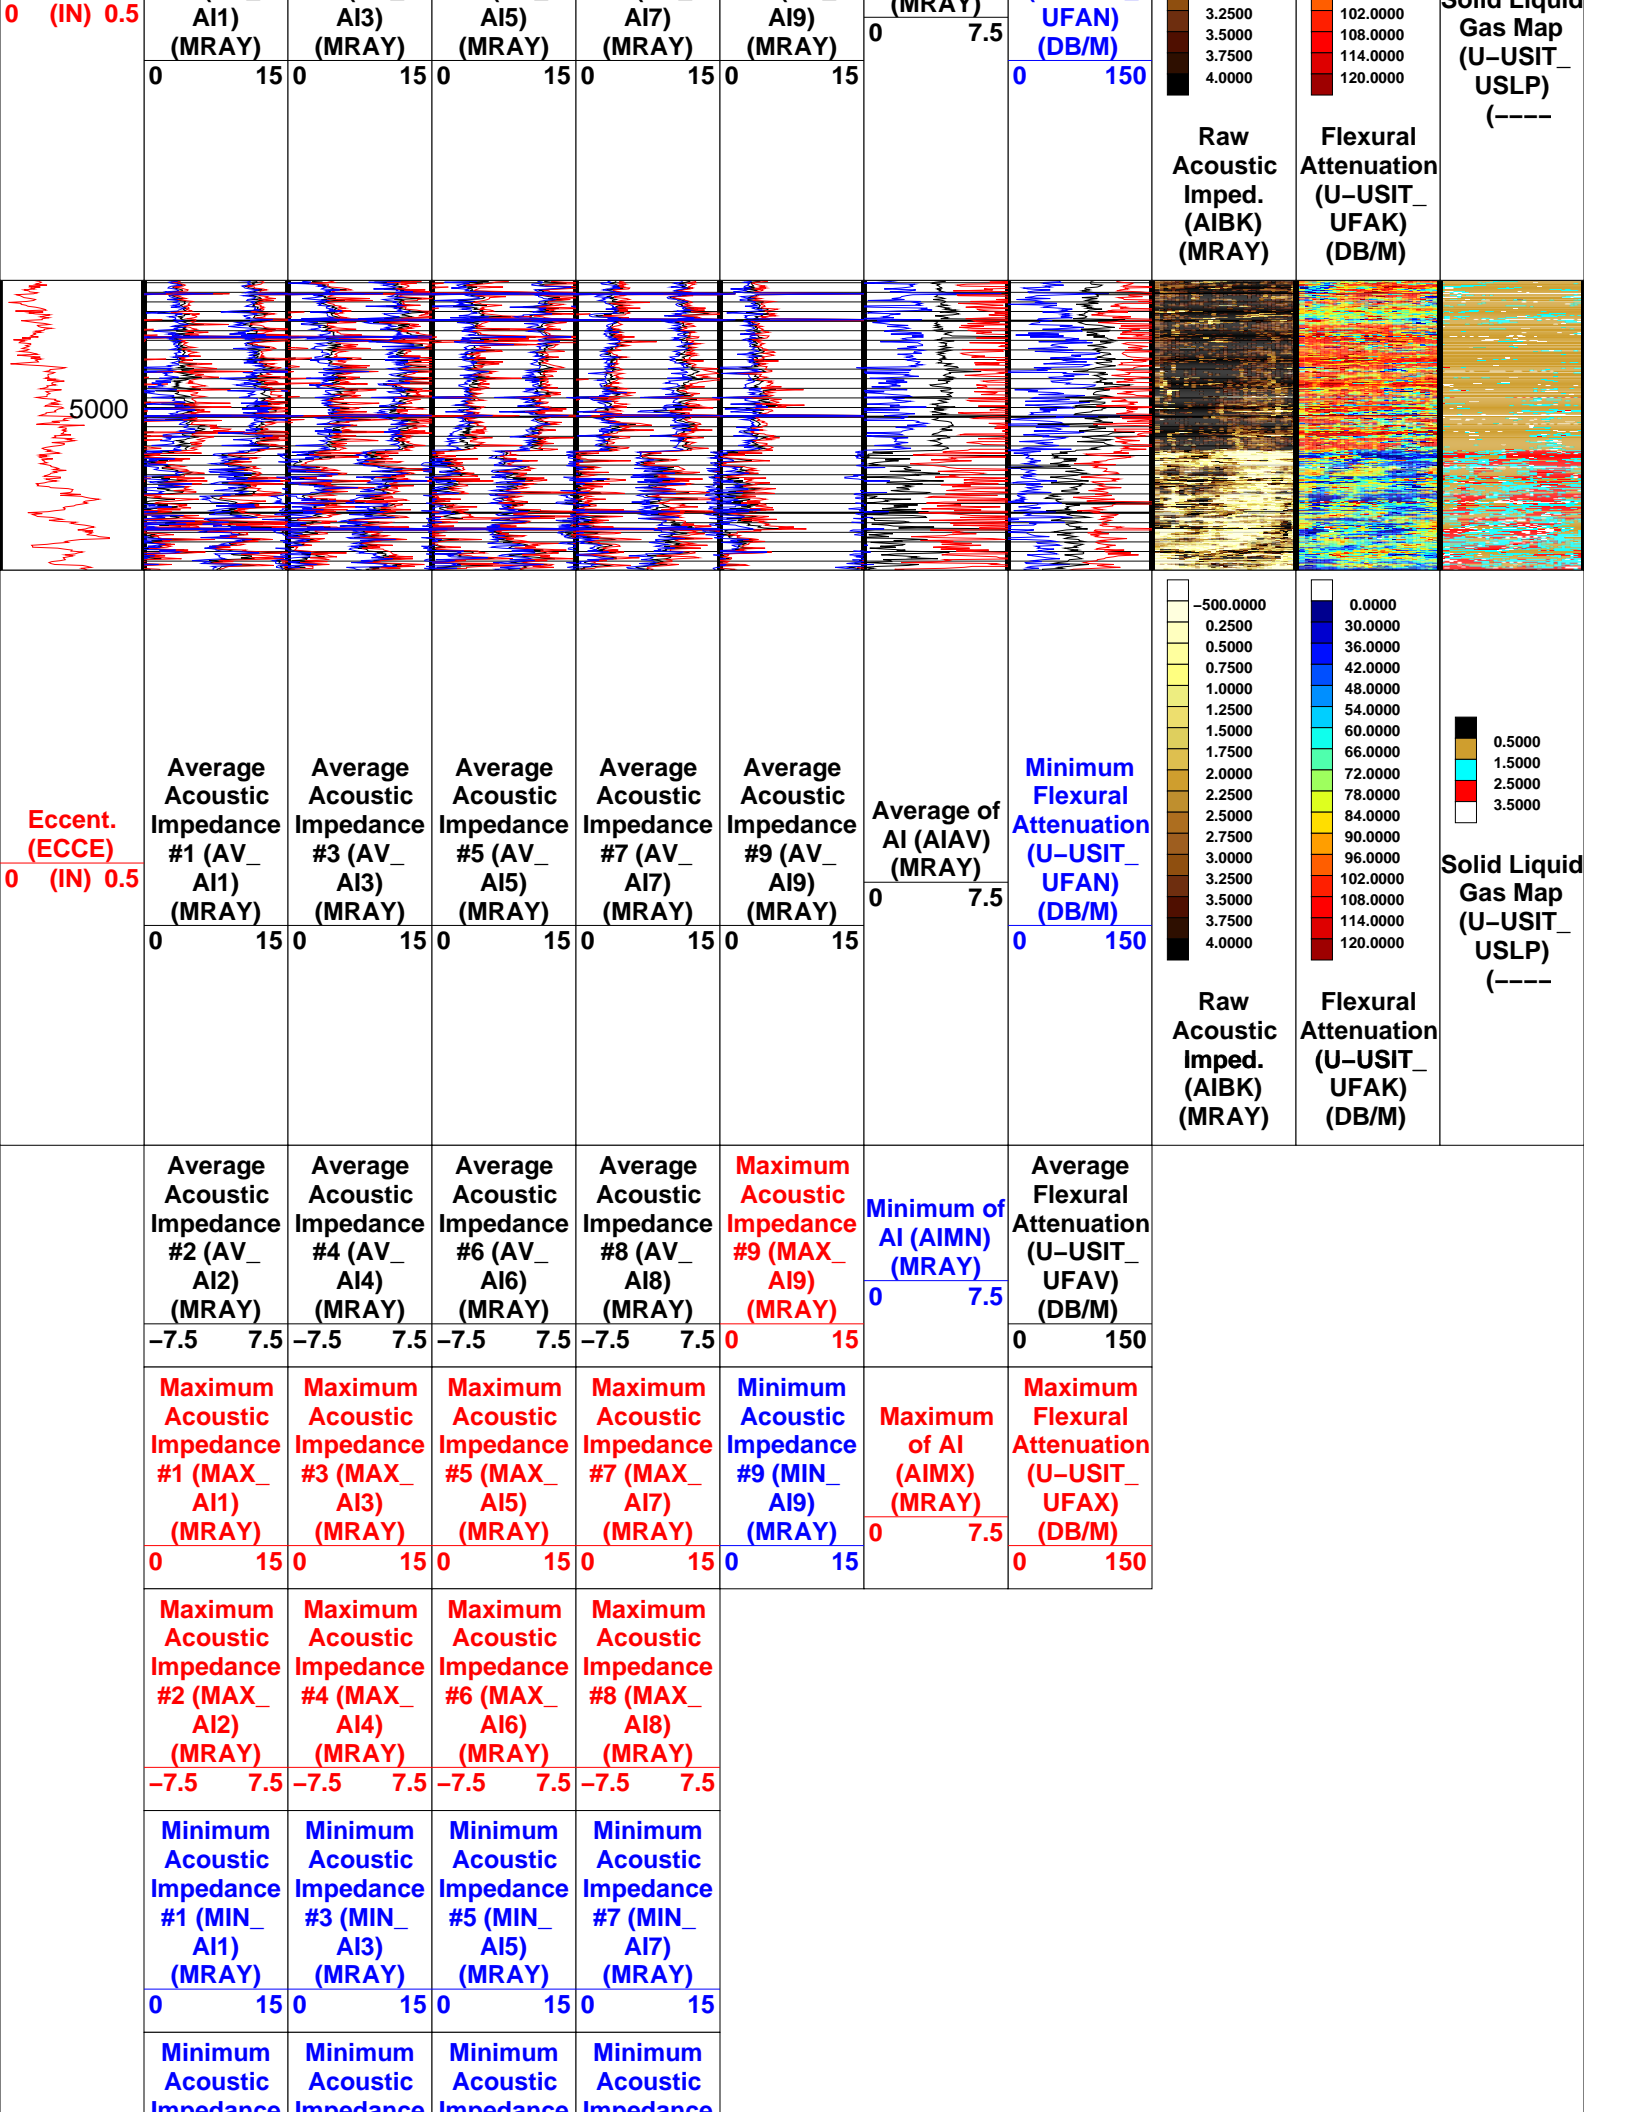 0 (IN) 0.5
AI1)
(MRAY)
0 15
AI3)
(MRAY)
0 15
AI5)
(MRAY)
0 15
AI7)
(MRAY)
0 15
AI9)
(MRAY)
0 15
(MRAY)
0 7.5
UFAN)
(DB/M)
0 150
3.2500
3.5000
3.7500
4.0000
Raw
Acoustic
Imped.
(AIBK)
(MRAY)
102.0000
108.0000
114.0000
120.0000
Flexural
Attenuation
(U–USIT_
UFAK)
(DB/M)
Solid Liquid
Gas Map
(U–USIT_
USLP)
(––––
5000
Eccent.
(ECCE)
0 (IN) 0.5
Average
Acoustic
Impedance
#1 (AV_
AI1)
(MRAY)
0 15
Average
Acoustic
Impedance
#3 (AV_
AI3)
(MRAY)
0 15
Average
Acoustic
Impedance
#5 (AV_
AI5)
(MRAY)
0 15
Average
Acoustic
Impedance
#7 (AV_
AI7)
(MRAY)
0 15
Average
Acoustic
Impedance
#9 (AV_
AI9)
(MRAY)
0 15
Average of
AI (AIAV)
(MRAY)
0 7.5
Minimum
Flexural
Attenuation
(U–USIT_
UFAN)
(DB/M)
0 150
–500.0000
0.2500
0.5000
0.7500
1.0000
1.2500
1.5000
1.7500
2.0000
2.2500
2.5000
2.7500
3.0000
3.2500
3.5000
3.7500
4.0000
Raw
Acoustic
Imped.
(AIBK)
(MRAY)
0.0000
30.0000
36.0000
42.0000
48.0000
54.0000
60.0000
66.0000
72.0000
78.0000
84.0000
90.0000
96.0000
102.0000
108.0000
114.0000
120.0000
Flexural
Attenuation
(U–USIT_
UFAK)
(DB/M)
0.5000
1.5000
2.5000
3.5000
Solid Liquid
Gas Map
(U–USIT_
USLP)
(––––
Average
Acoustic
Impedance
#2 (AV_
AI2)
(MRAY)
–7.5 7.5
Average
Acoustic
Impedance
#4 (AV_
AI4)
(MRAY)
–7.5 7.5
Average
Acoustic
Impedance
#6 (AV_
AI6)
(MRAY)
–7.5 7.5
Average
Acoustic
Impedance
#8 (AV_
AI8)
(MRAY)
–7.5 7.5
Maximum
Acoustic
Impedance
#9 (MAX_
AI9)
(MRAY)
0 15
Minimum of
AI (AIMN)
(MRAY)
0 7.5
Average
Flexural
Attenuation
(U–USIT_
UFAV)
(DB/M)
0 150
Maximum
Acoustic
Impedance
#1 (MAX_
AI1)
(MRAY)
0 15
Maximum
Acoustic
Impedance
#3 (MAX_
AI3)
(MRAY)
0 15
Maximum
Acoustic
Impedance
#5 (MAX_
AI5)
(MRAY)
0 15
Maximum
Acoustic
Impedance
#7 (MAX_
AI7)
(MRAY)
0 15
Minimum
Acoustic
Impedance
#9 (MIN_
AI9)
(MRAY)
0 15
Maximum
of AI
(AIMX)
(MRAY)
0 7.5
Maximum
Flexural
Attenuation
(U–USIT_
UFAX)
(DB/M)
0 150
Maximum
Acoustic
Impedance
#2 (MAX_
AI2)
(MRAY)
–7.5 7.5
Maximum
Acoustic
Impedance
#4 (MAX_
AI4)
(MRAY)
–7.5 7.5
Maximum
Acoustic
Impedance
#6 (MAX_
AI6)
(MRAY)
–7.5 7.5
Maximum
Acoustic
Impedance
#8 (MAX_
AI8)
(MRAY)
–7.5 7.5
Minimum
Acoustic
Impedance
#1 (MIN_
AI1)
(MRAY)
0 15
Minimum
Acoustic
Impedance
#3 (MIN_
AI3)
(MRAY)
0 15
Minimum
Acoustic
Impedance
#5 (MIN_
AI5)
(MRAY)
0 15
Minimum
Acoustic
Impedance
#7 (MIN_
AI7)
(MRAY)
0 15
Minimum
Acoustic
Impedance
Minimum
Acoustic
Impedance
Minimum
Acoustic
Impedance
Minimum
Acoustic
Impedance